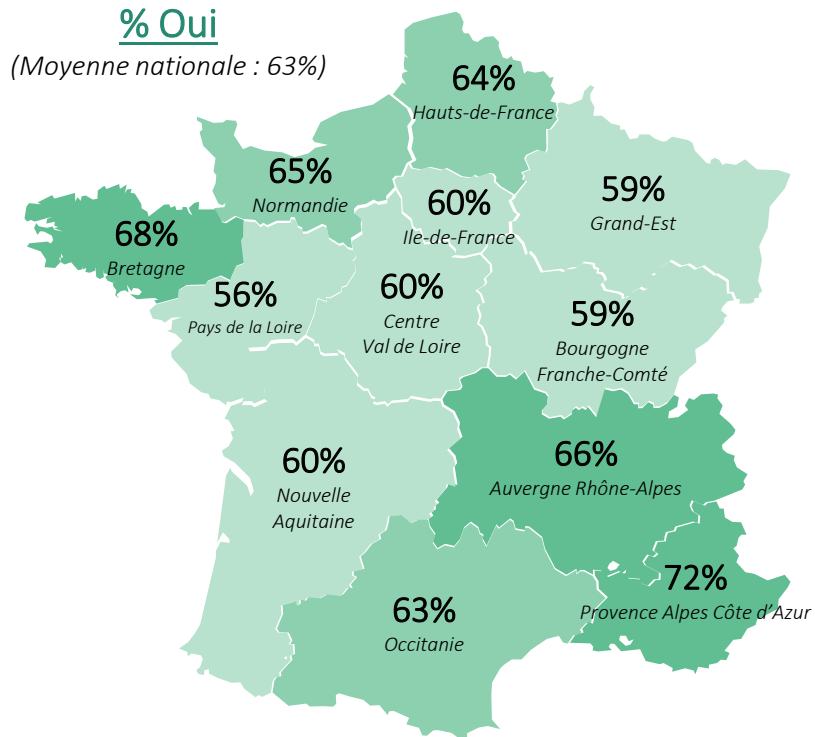 % Oui
(Moyenne nationale : 63%)
64%
Hauts-de-France
65%
Normandie
60%
Ile-de-France
59%
Grand-Est
68%
Bretagne
56%
Pays de la Loire
60%
Centre
Val de Loire
59%
Bourgogne
Franche-Comté
60%
Nouvelle
Aquitaine
66%
Auvergne Rhône-Alpes
72%
Provence Alpes Côte d'Azur
63%
Occitanie